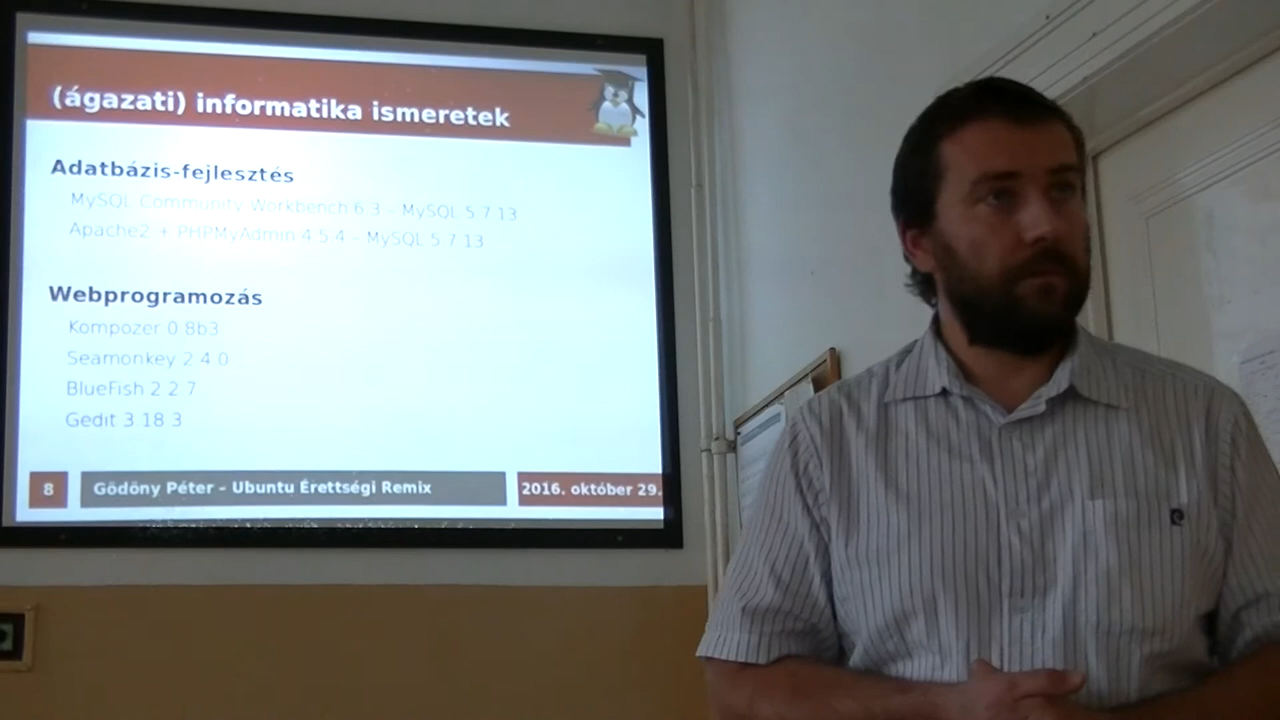 (ágazati) informatika ismeretek
Adatbázis-fejlesztés
MySQL Community Workbench 6.3 – MySQL 5.7.13
Apache2 + PHPMyAdmin 4.5.4 – MySQL 5.7.13
Webprogramozás
Kompozer 0.8b3
Seamonkey 2.4.0
BlueFish 2.2.7
Gedit 3.18.3
8
Gödöny Péter – Ubuntu Érettségi Remix
2016. október 29.